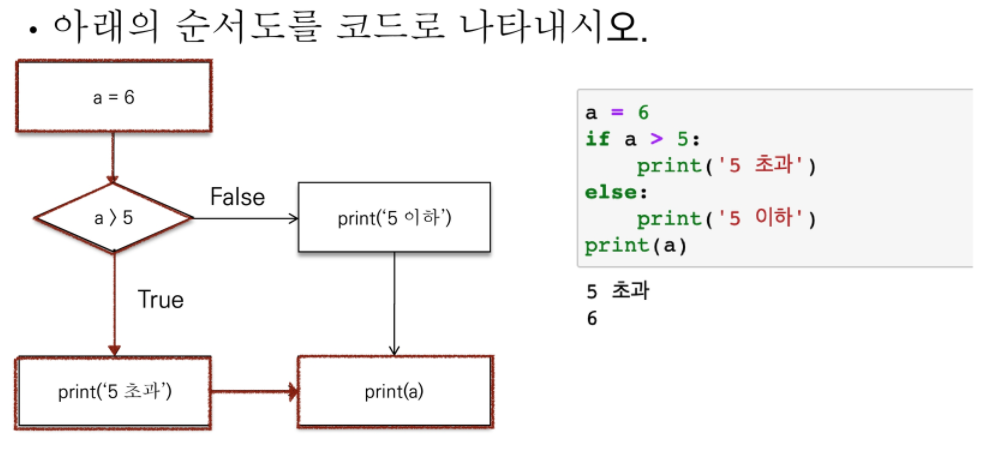 • 아래의 순서도를 코드로 나타내시오.
a = 6
a > 5
False
print(‘5 이하’)
True
print(‘5 초과’)
print(a)
a = 6
if a > 5:
    print('5 초과')
else:
    print('5 이하')
print(a)
5 초과
6